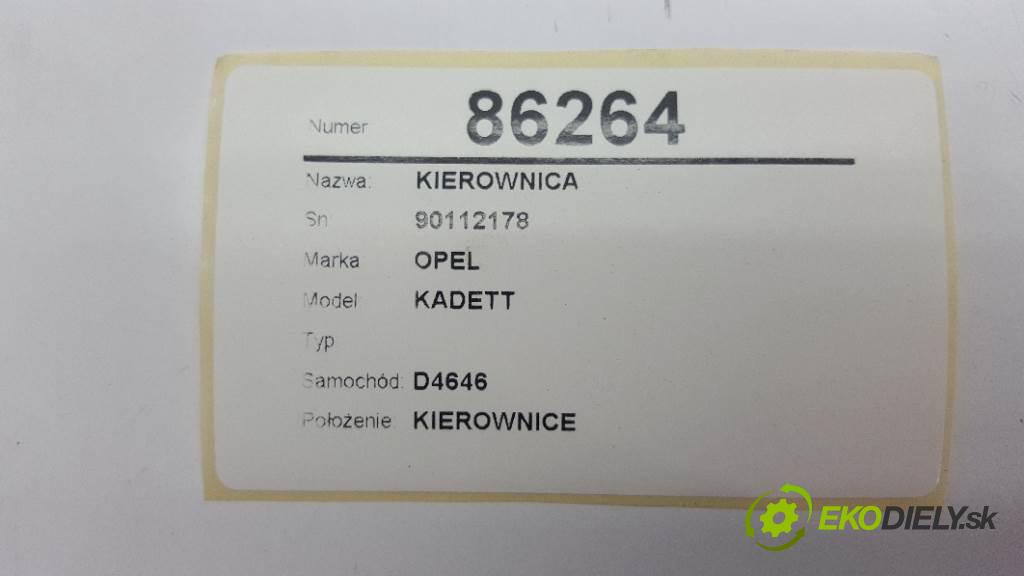 Numer 86264
Nazwa: KIEROWNICA
Sn 90112178
Marka OPEL
Model KADETT
Typ
Samochód: D4646
Położenie KIEROWNICE
EKODIELY.sk